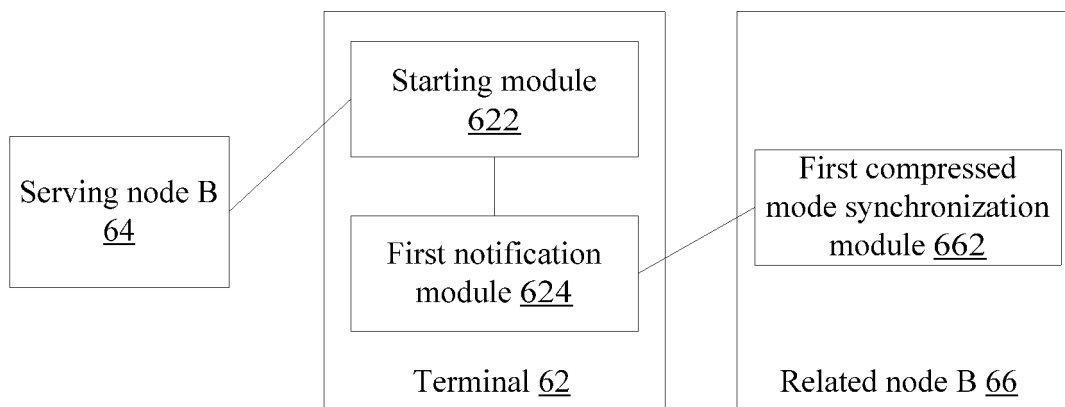 Serving node B
64
Starting module
622
First notification
module 624
Terminal 62
First compressed
mode synchronization
module 662
Related node B 66